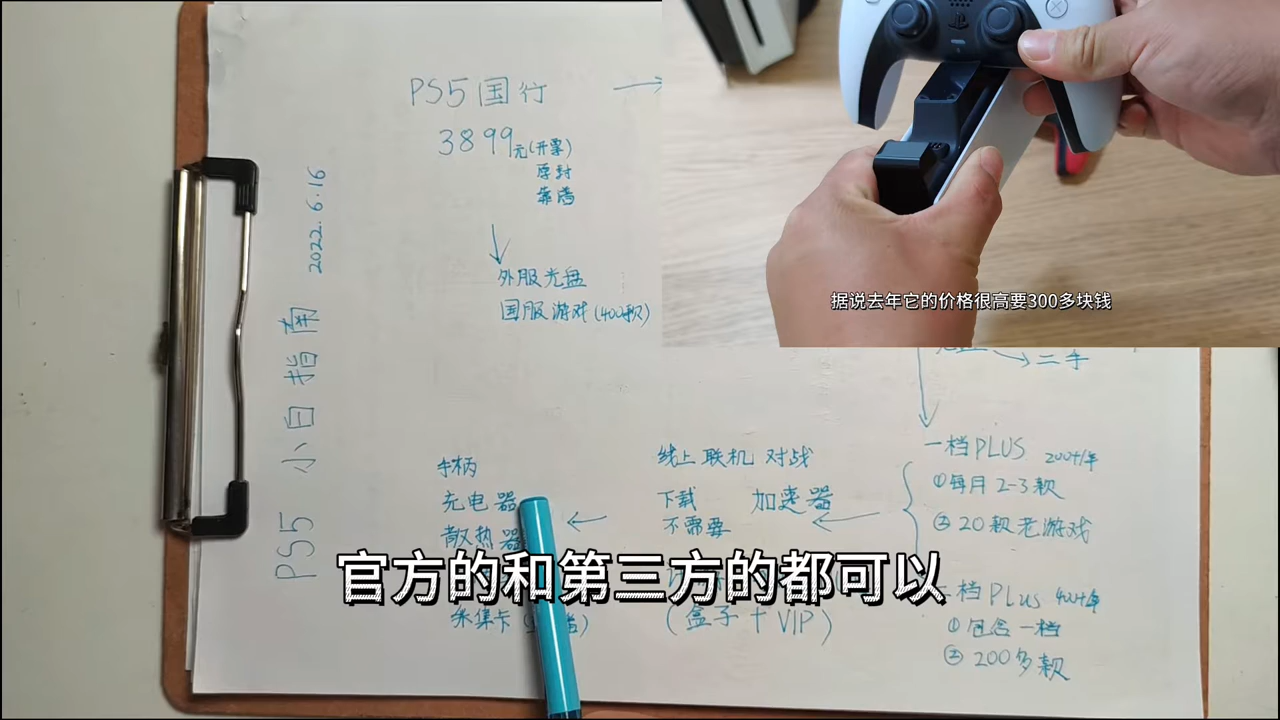 PS5 小白指南 2022.6.16
PS5国行
3899元(开票)
原封
靠谱
外服光盘
国服游戏(400款)
据说去年它的价格很高要300多块钱
二手
一档PLUS 200+/年
①每月2-3款
②20款老游戏
二档PLUS 400+/年
①包含一档
②200多款
线上联机对战
下载 加速器
不需要
(盒子+VIP)
手柄
充电器
散热器
采集卡
官方的和第三方的都可以